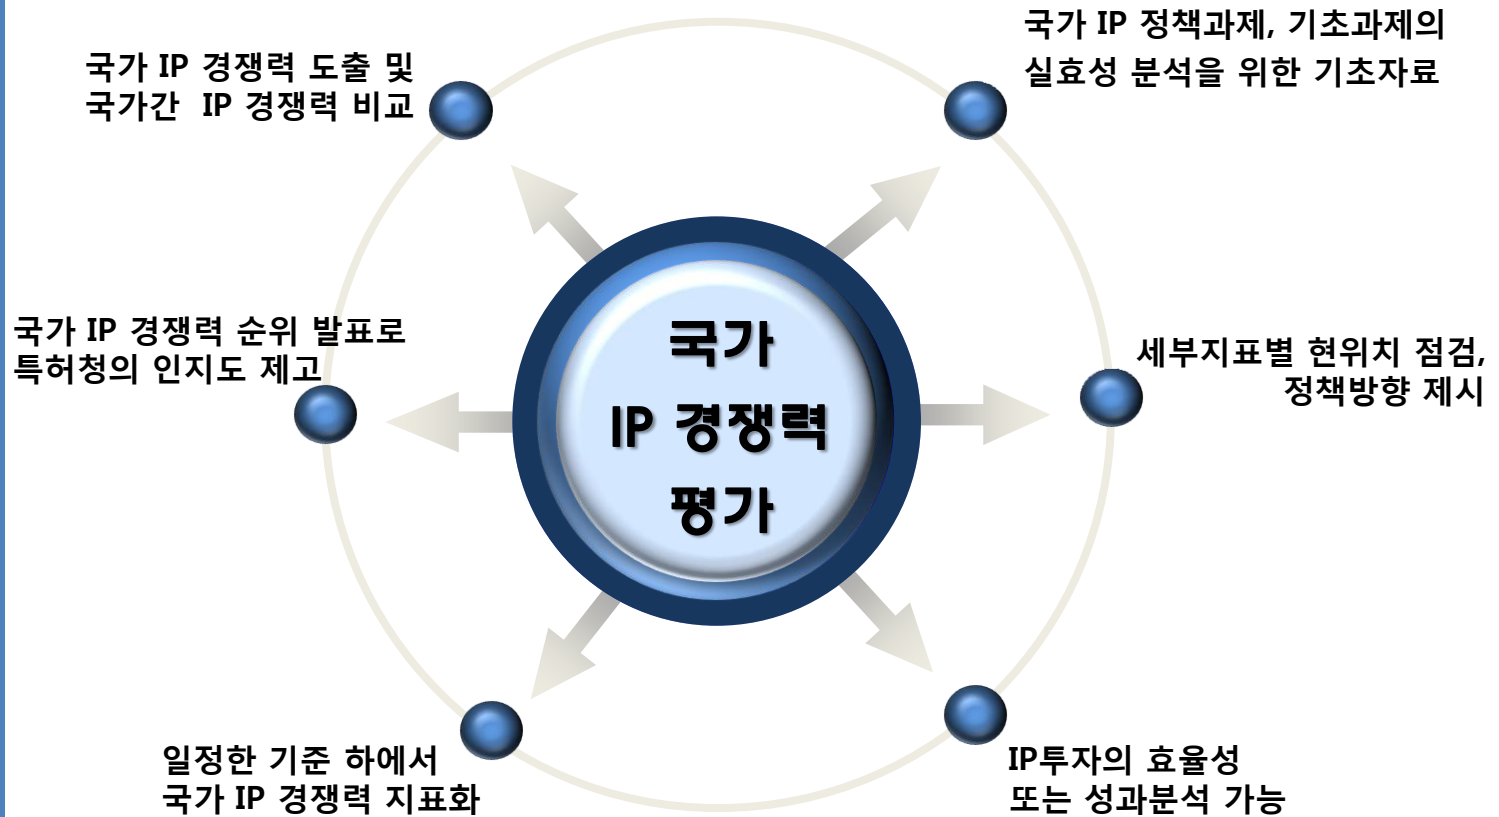 국가 IP 경쟁력 도출 및
국가간 IP 경쟁력 비교
국가 IP 정책과제, 기초과제의
실효성 분석을 위한 기초자료
국가 IP 경쟁력 순위 발표로
특허청의 인지도 제고
국가
IP 경쟁력
평가
세부지표별 현위치 점검,
정책방향 제시
일정한 기준 하에서
국가 IP 경쟁력 지표화
IP투자의 효율성
또는 성과분석 가능